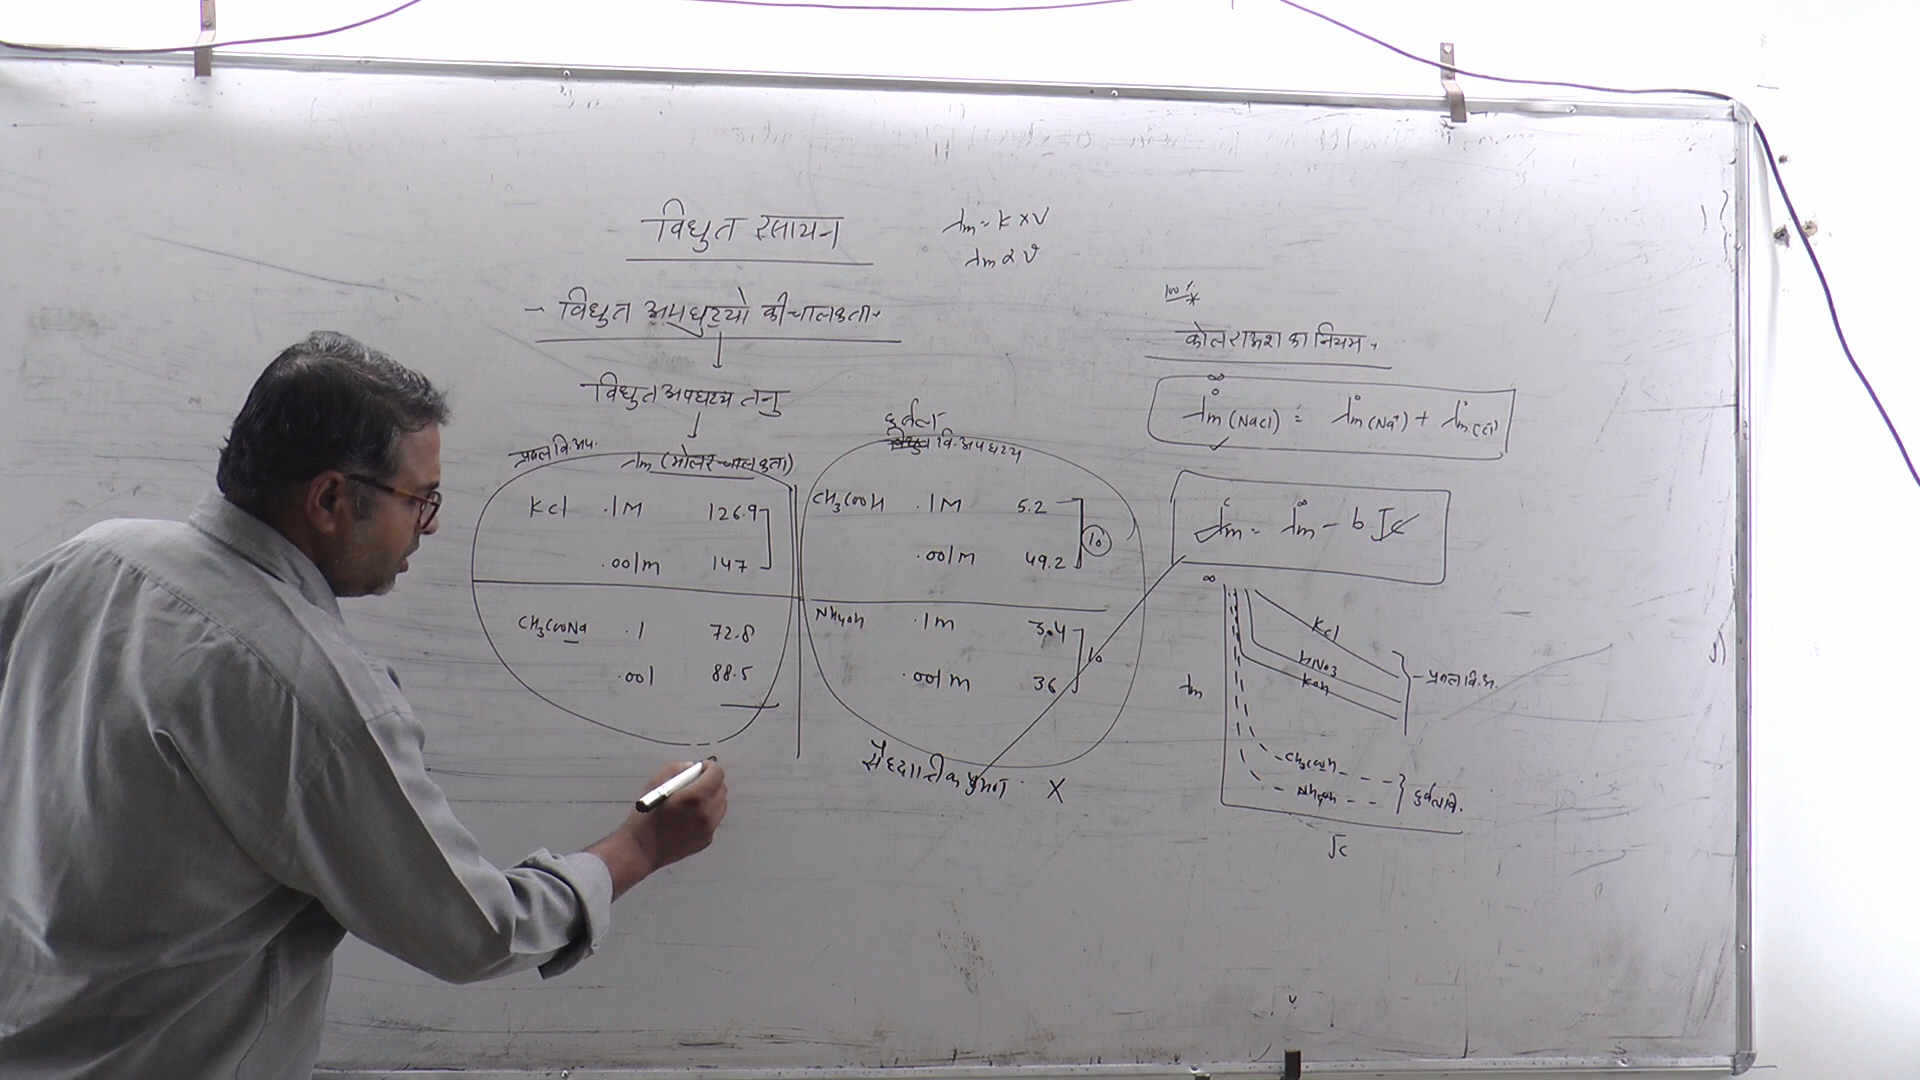 विधुत रसायन
λm = K × V
λm α V
- विधुत अपघट्यो की चालकता
विधुत अपघट्य तनु
प्रबल वि. अप.
λm (मोलर चालकता)
KCl .1M 126.9
.001M 147
CH3COONa .1 72.8
.001 88.5
दुर्बल
वि. अपघट्य
CH3COOH .1M 5.2
.001M 49.2
10
NH4OH .1M 3.4
.001M 36
10
X
100%
कोलराऊश का नियम
∞
λ°m (NaCl) = λ°m (Na+) + λ°m (Cl-)
λcm = λ∞m - b √C
∞
KCl
HNO3
KOH
प्रबल वि. अ.
λm
CH3COOH
NH4OH
दुर्बल वि.
√C